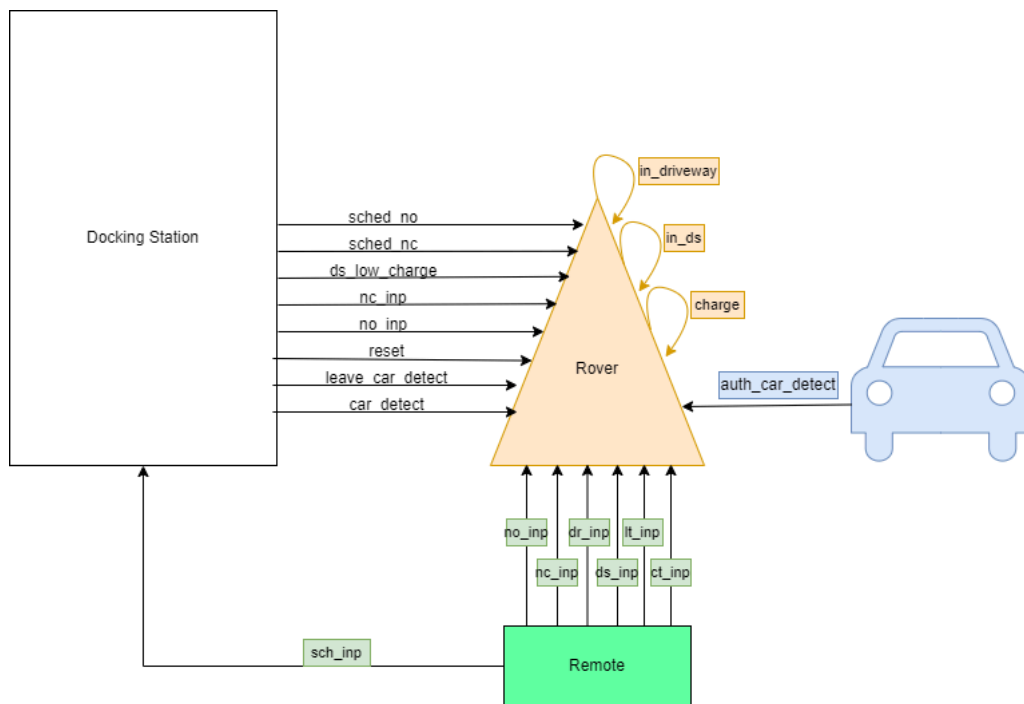 in_driveway
sched_no
Docking Station
in_ds
sched_nc
ds_low_charge
nc_inp
charge
no_inp
reset
Rover
leave_car_detect
auth_car_detect
car_detect
no_inp
dr_inp
lt_inp
nc_inp
ds_inp
ct_inp
sch_inp
Remote